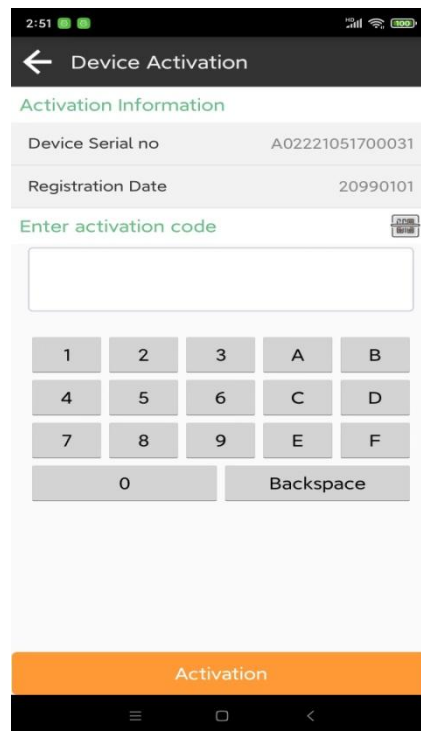 2:51 HD 100
Device Activation
Activation Information
Device Serial no A02221051700031
Registration Date 20990101
Enter activation code
1 2 3 A B
4 5 6 C D
7 8 9 E F
0 Backspace
Activation